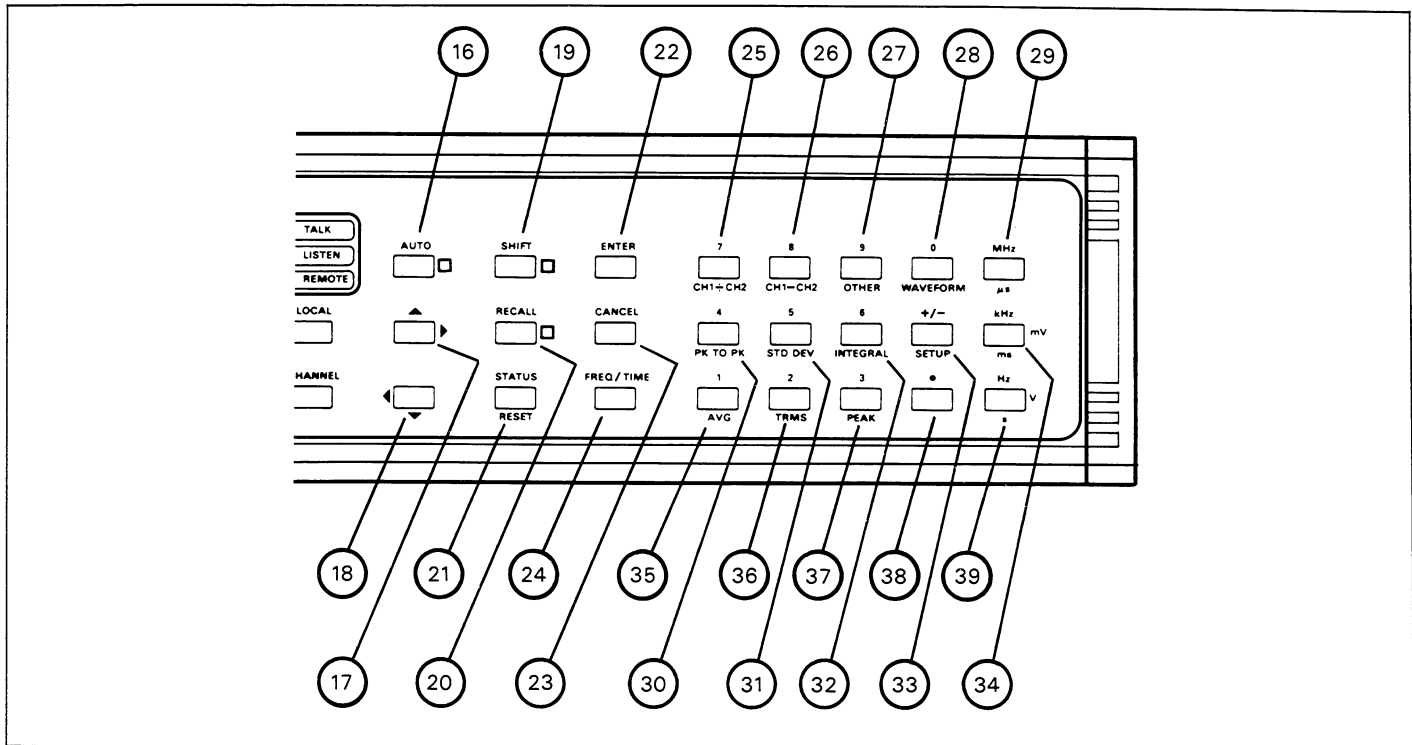 16 19 22 25 26 27 28 29
TALK
LISTEN
REMOTE
AUTO SHIFT ENTER 7 8 9 0 MHz
CH1÷CH2 CH1−CH2 OTHER WAVEFORM µs
LOCAL RECALL CANCEL 4 5 6 +/− kHz
mV
PK TO PK STD DEV INTEGRAL SETUP ms
HANNEL STATUS FREQ/TIME 1 2 3 • Hz
V
RESET AVG TRMS PEAK s
18 21 24 35 36 37 38 39
17 20 23 30 31 32 33 34